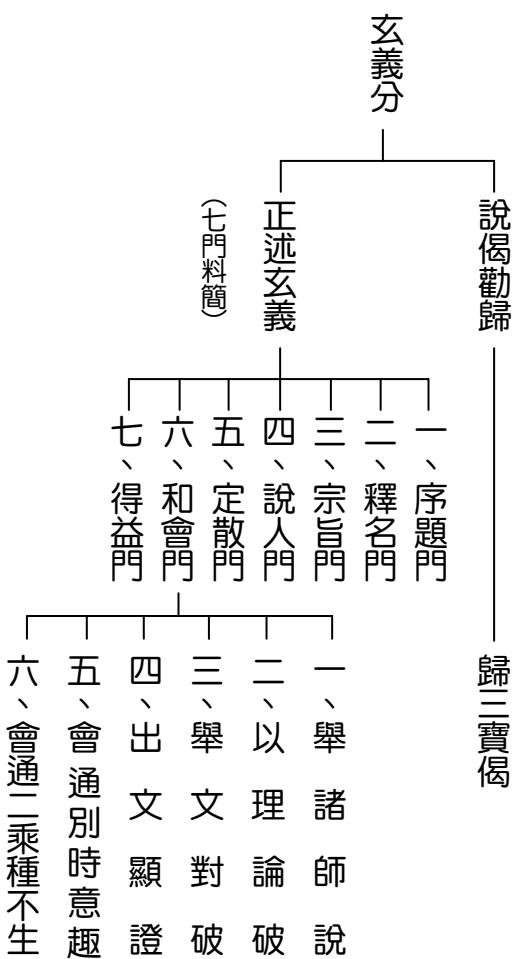 玄義分
說偈勸歸
歸三寶偈
正述玄義
(七門料簡)
一、序題門
二、釋名門
三、宗旨門
四、說人門
五、定散門
六、和會門
七、得益門
一、舉諸師說
二、以理論破
三、舉文對破
四、出文顯證
五、會通別時意趣
六、會通二乘種不生